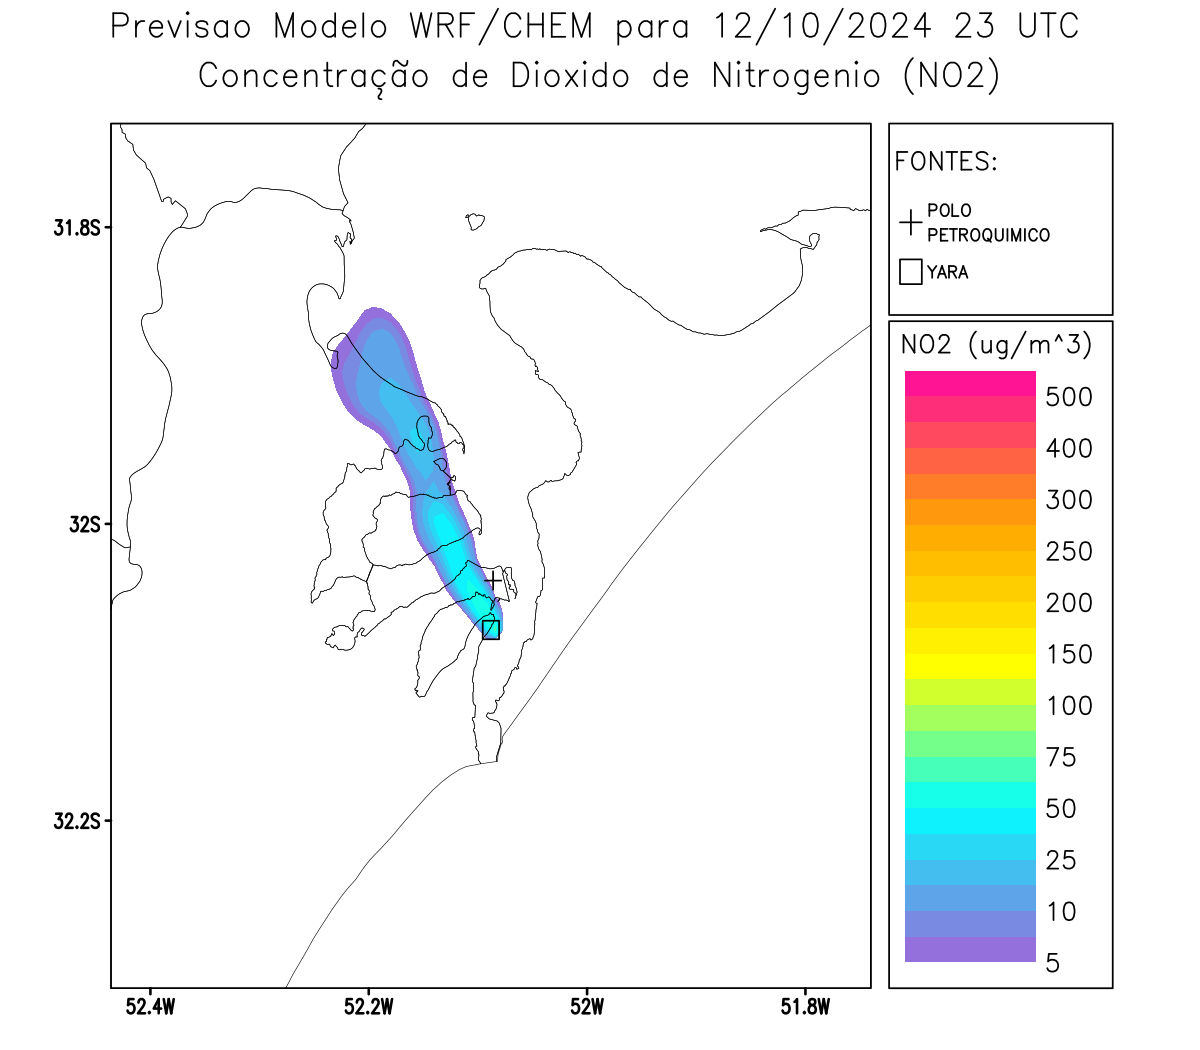 Previsao Modelo WRF/CHEM para 12/10/2024 23 UTC
Concentração de Dioxido de Nitrogenio (NO2)
FONTES:
POLO
PETROQUIMICO
YARA
31.8S
32S
32.2S
52.4W
52.2W
52W
51.8W
NO2 (ug/m^3)
500
400
300
250
200
150
100
75
50
25
10
5